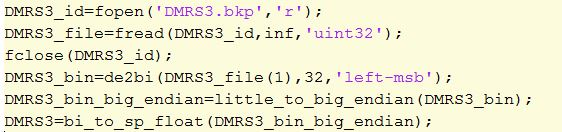 DMRS3_id=fopen('DMRS3.bkp','r');
DMRS3_file=fread(DMRS3_id,inf,'uint32');
fclose(DMRS3_id);
DMRS3_bin=de2bi(DMRS3_file(1),32,'left-msb');
DMRS3_bin_big_endian=little_to_big_endian(DMRS3_bin);
DMRS3=bi_to_sp_float(DMRS3_bin_big_endian);